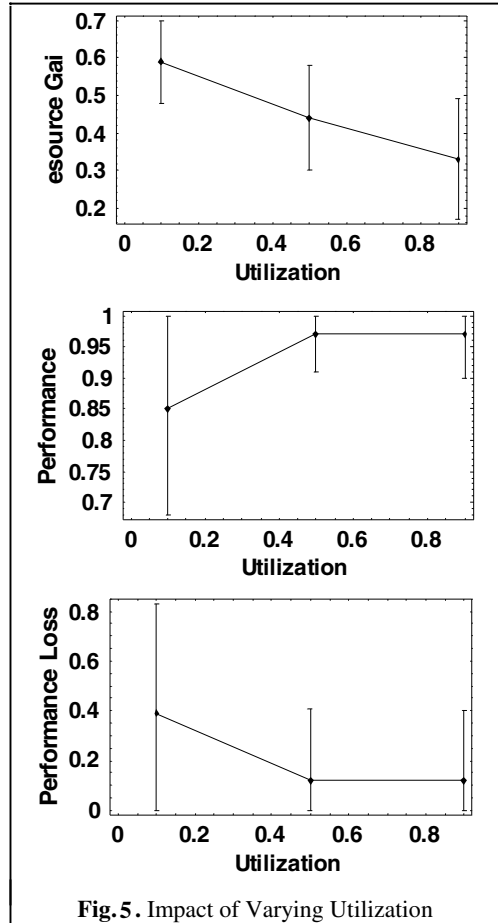 0.7
0.6
0.5
0.4
0.3
0.2
esource Gai
0 0.2 0.4 0.6 0.8
Utilization
1
0.95
0.9
0.85
0.8
0.75
0.7
Performance
0 0.2 0.4 0.6 0.8
Utilization
0.8
0.6
0.4
0.2
0
Performance Loss
0 0.2 0.4 0.6 0.8
Utilization
Fig.5. Impact of Varying Utilization